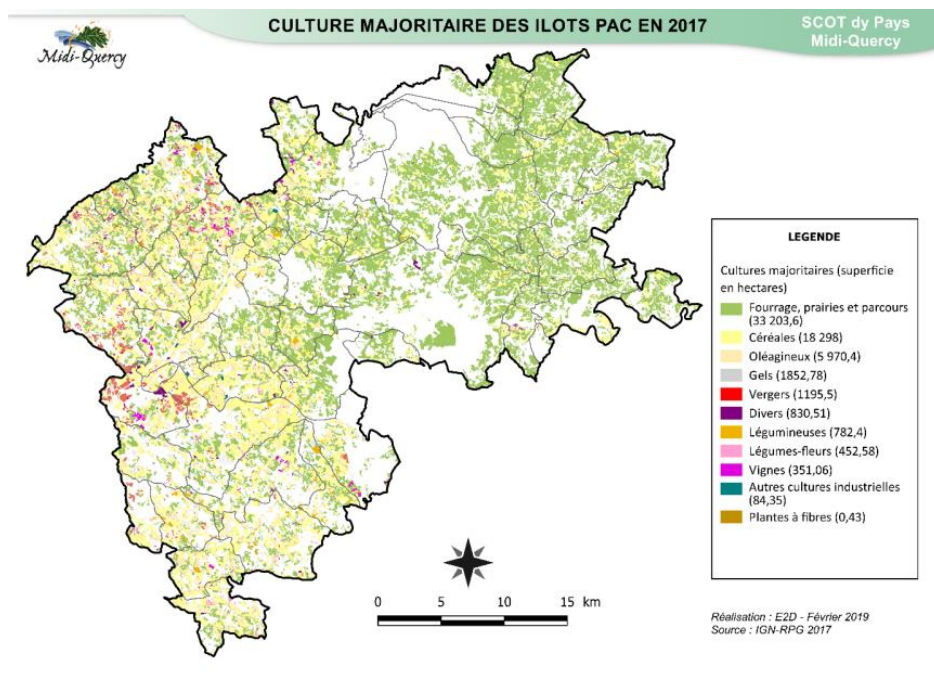 Midi-Quercy
CULTURE MAJORITAIRE DES ILOTS PAC EN 2017
SCOT dy Pays
Midi-Quercy
LEGENDE
Cultures majoritaires (superficie
en hectares)
Fourrage, prairies et parcours
(33 203,6)
Céréales (18 298)
Oléagineux (5 970,4)
Gels (1852,78)
Vergers (1195,5)
Divers (830,51)
Légumineuses (782,4)
Légumes-fleurs (452,58)
Vignes (351,06)
Autres cultures industrielles
(84,35)
Plantes à fibres (0,43)
0 5 10 15 km
Réalisation : E2D - Février 2019
Source : IGN-RPG 2017